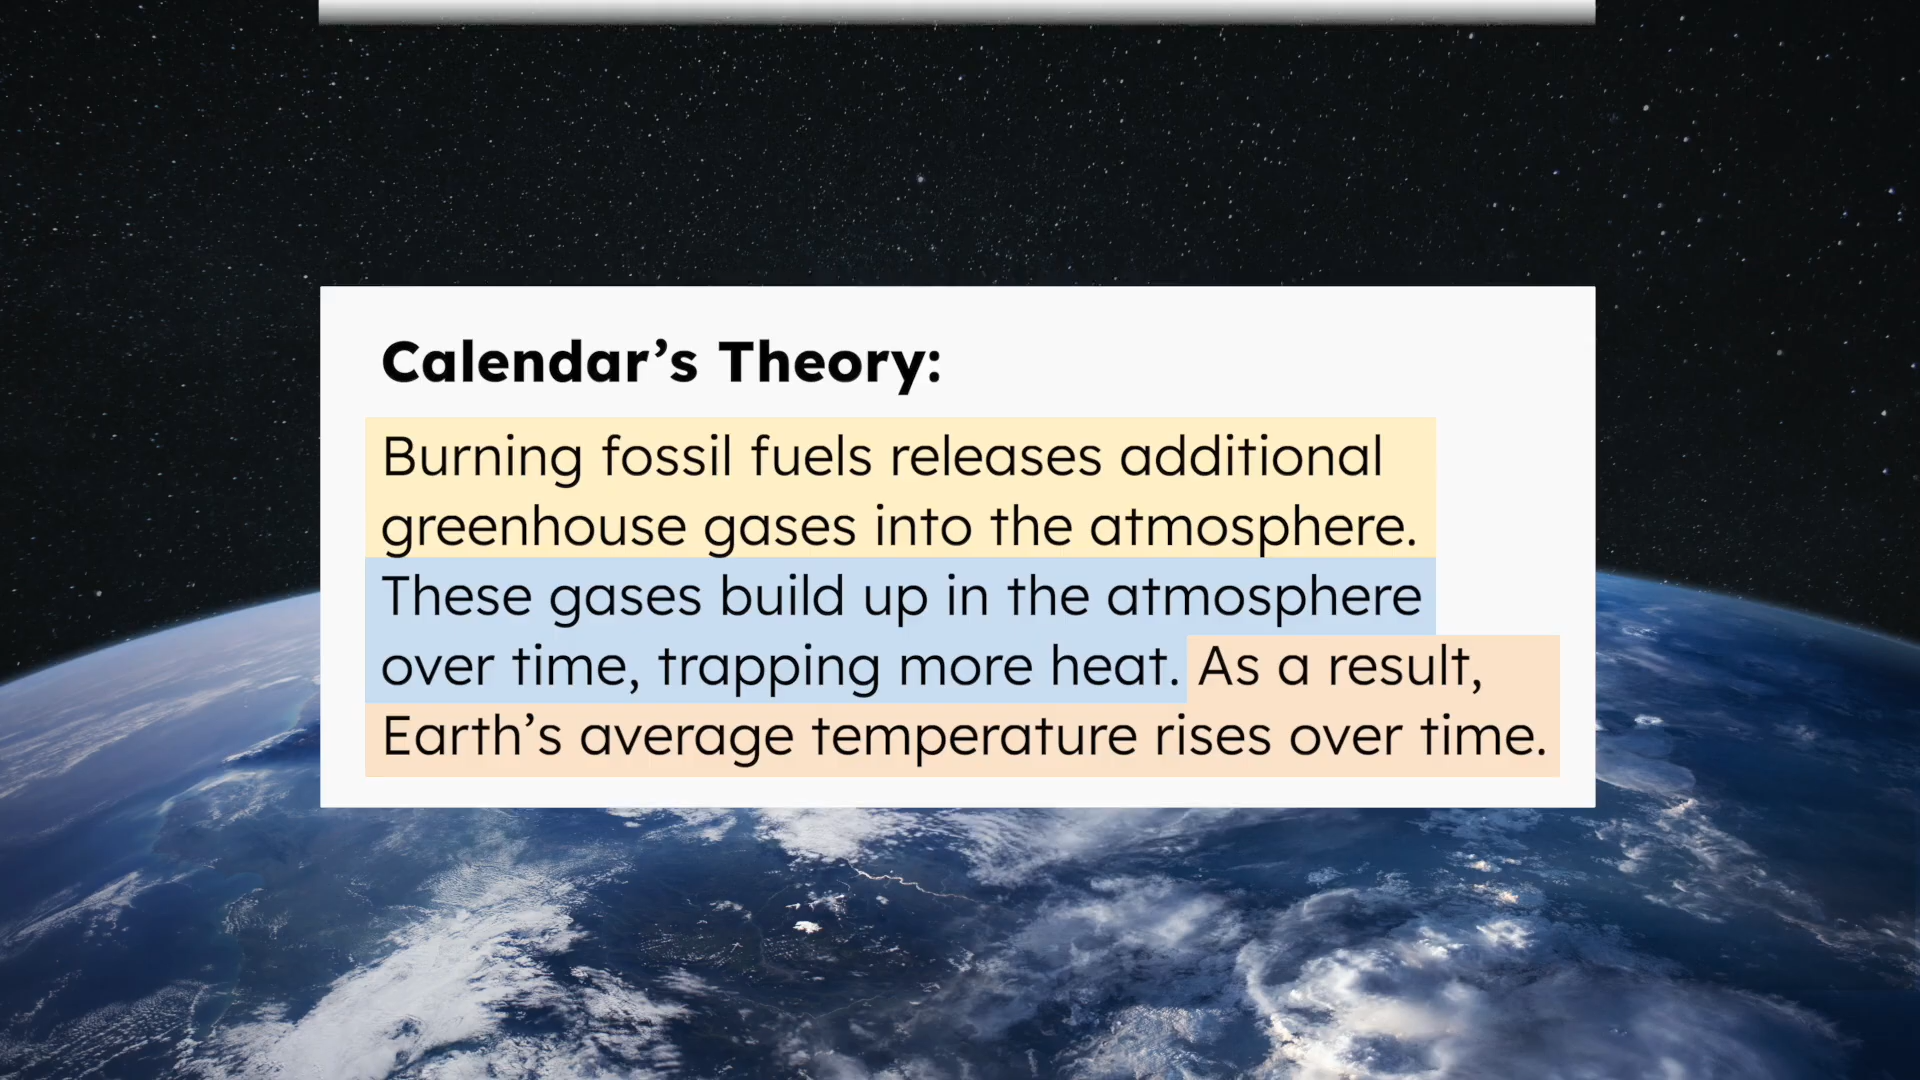 Calendar’s Theory:
Burning fossil fuels releases additional
greenhouse gases into the atmosphere.
These gases build up in the atmosphere
over time, trapping more heat. As a result,
Earth’s average temperature rises over time.